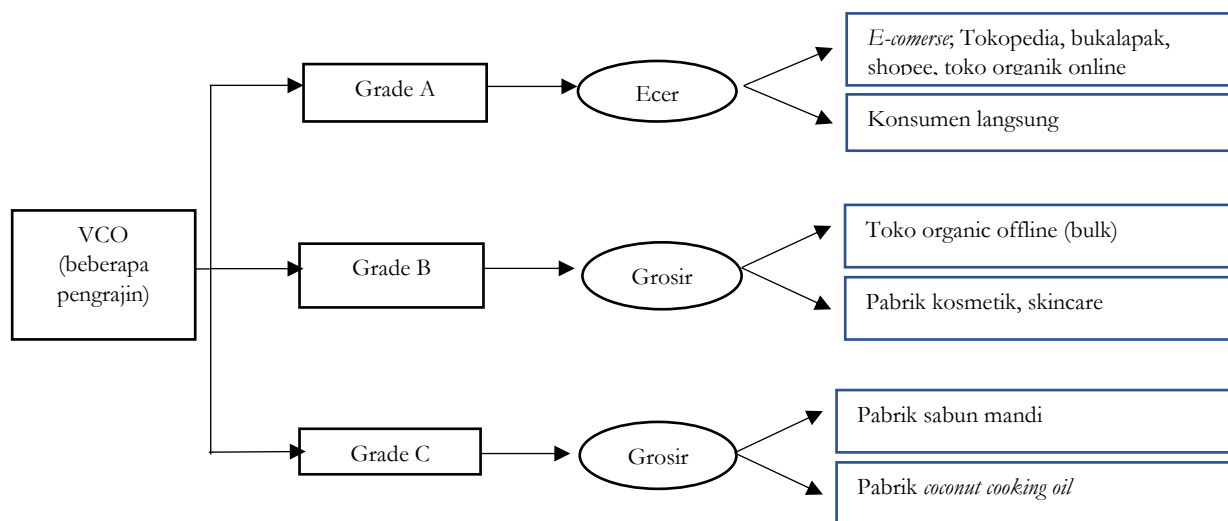 E-comerse; Tokopedia, bukalapak,
shopee, toko organik online
Grade A
Ecer
Konsumen langsung
VCO
(beberapa
pengrajin)
Grade B
Grosir
Toko organic offline (bulk)
Pabrik kosmetik, skincare
Grade C
Grosir
Pabrik sabun mandi
Pabrik coconut cooking oil